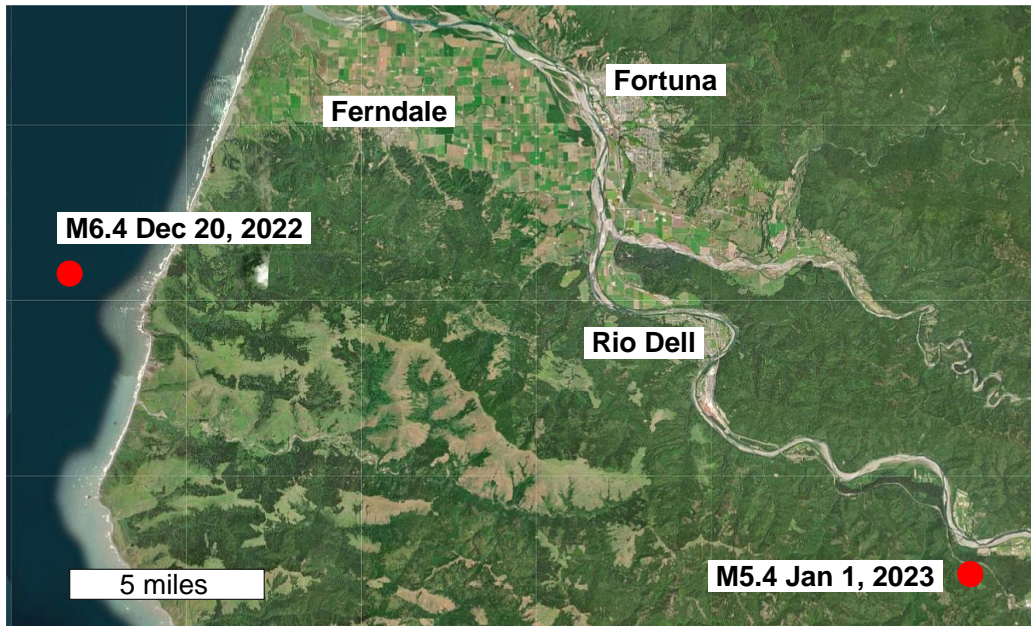 Fortuna
Ferndale
M6.4 Dec 20, 2022
Rio Dell
5 miles
M5.4 Jan 1, 2023